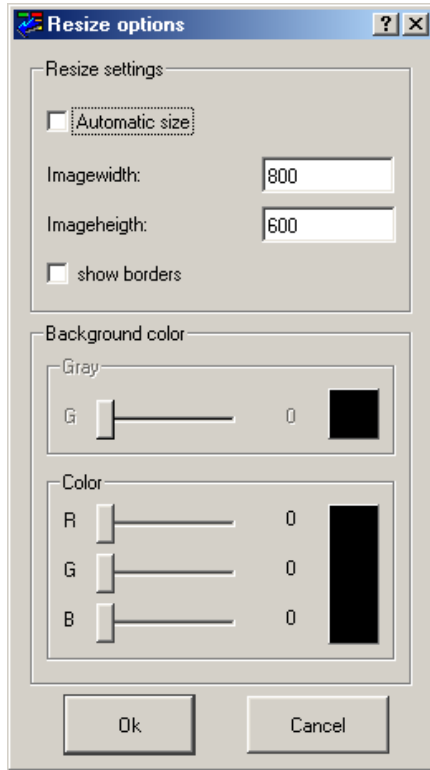 Resize options
Resize settings
Automatic size
Imagewidth: 800
Imageheigth: 600
show borders
Background color
Gray
G 0
Color
R 0
G 0
B 0
Ok Cancel